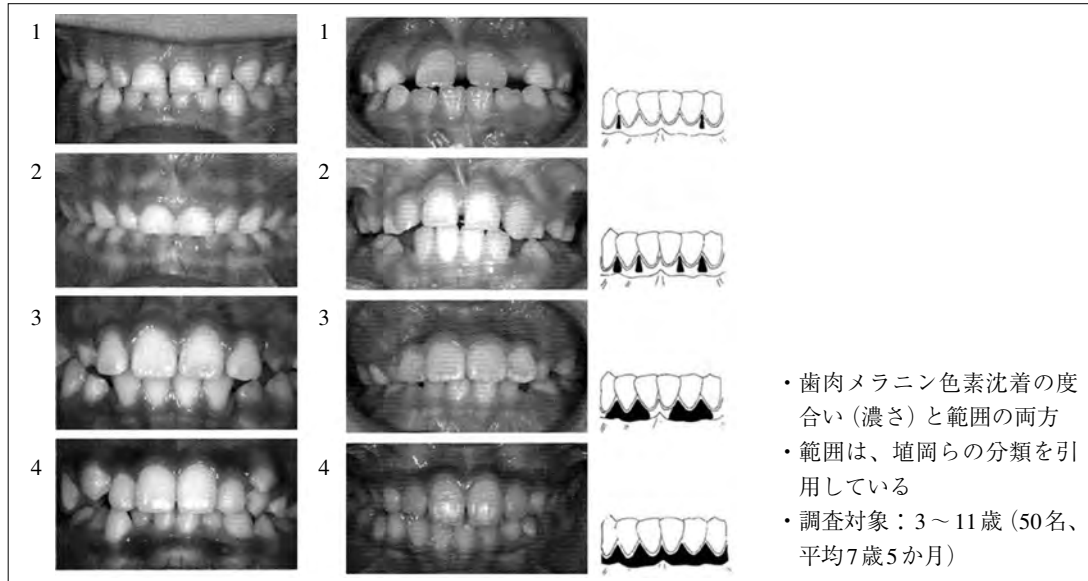 1 1
2 2
3 3
4 4
・歯肉メラニン色素沈着の度
合い（濃さ）と範囲の両方
・範囲は、埴岡らの分類を引
用している
・調査対象：3～11歳（50名、
平均7歳5か月）